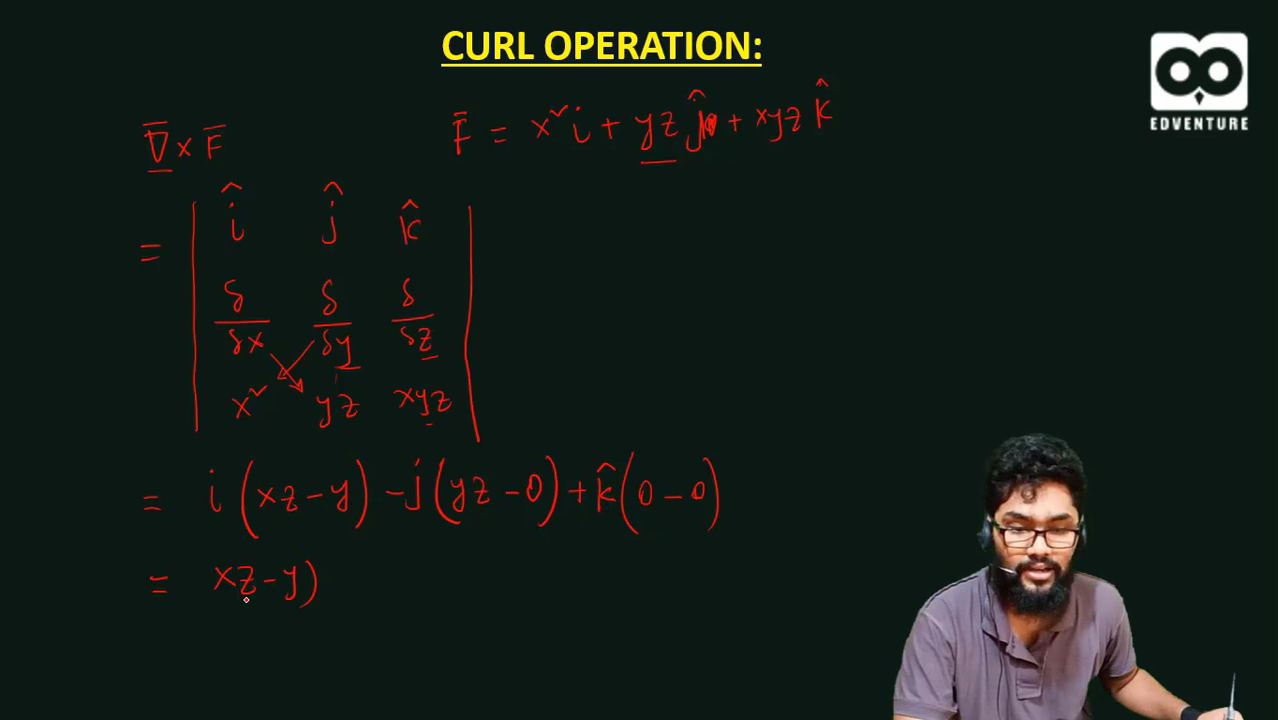 CURL OPERATION:
EDVENTURE
∇̅ × F̅
F̅ = x² i + yz ĵ + xyz k̂
= | î ĵ k̂ |
| δ/δx δ/δy δ/δz |
| x² yz xyz |
= i (xz - y) - j (yz - 0) + k̂ (0 - 0)
= xz - y)